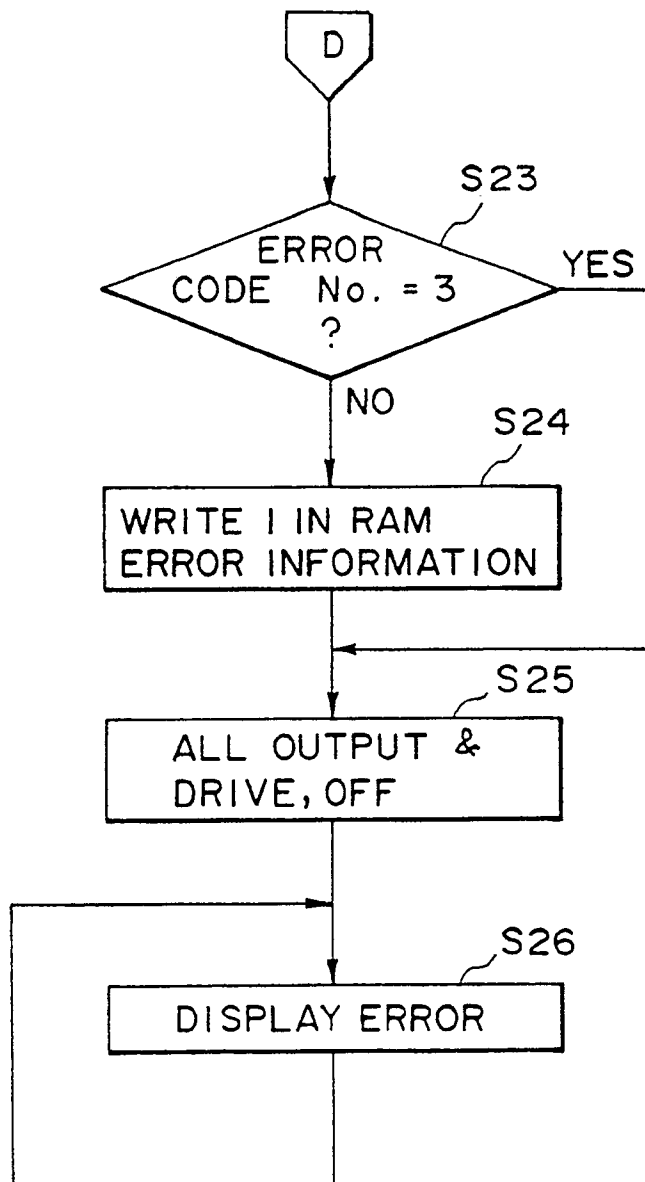 D
S23
ERROR
CODE No. = 3
?
YES
NO
S24
WRITE 1 IN RAM
ERROR INFORMATION
S25
ALL OUTPUT &
DRIVE, OFF
S26
DISPLAY ERROR